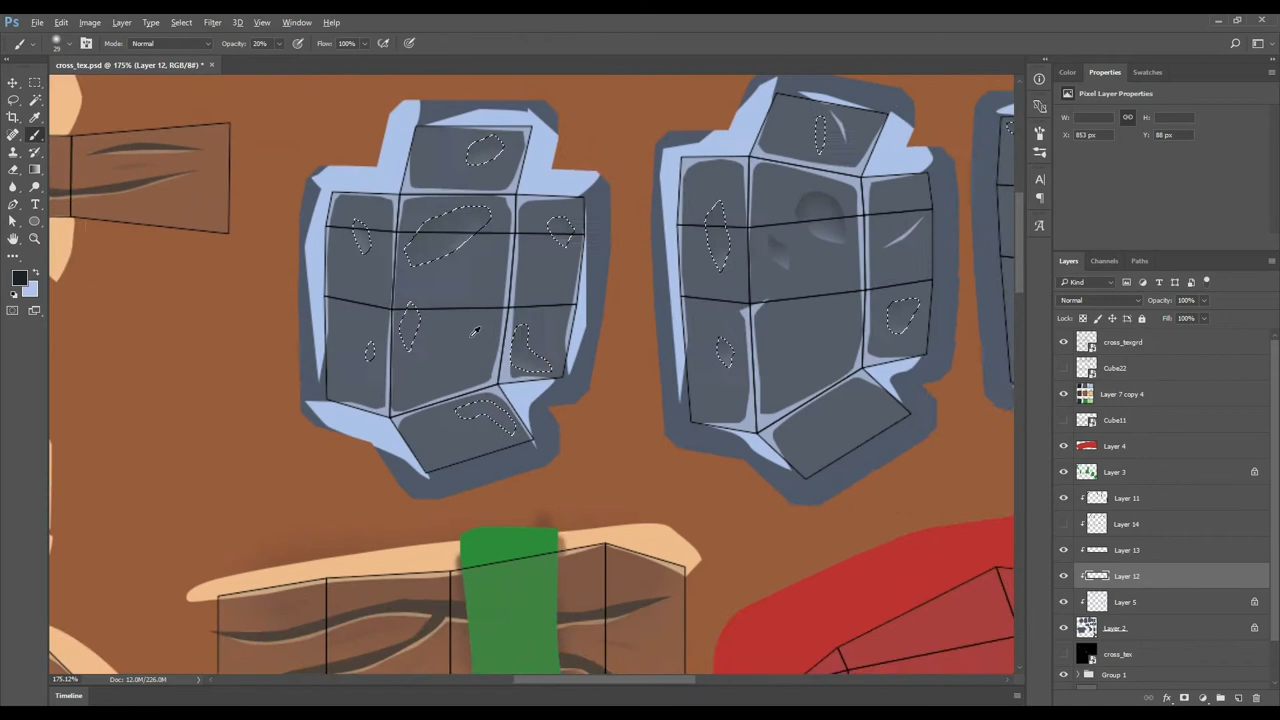 Ps File Edit Image Layer Type Select Filter 3D View Window Help
29 Mode: Normal Opacity: 20% Flow: 100%
cross_tex.psd @ 175% (Layer 12, RGB/8#) * ×
Color Properties Swatches
Pixel Layer Properties
W: H:
X: 853 px Y: 88 px
Layers Channels Paths
Kind
Normal Opacity: 100%
Lock: Fill: 100%
cross_texgrd
Cube22
Layer 7 copy 4
Cube11
Layer 4
Layer 3
Layer 11
Layer 14
Layer 13
Layer 12
Layer 5
Layer 2
cross_tex
Group 1
175.12% Doc: 12.0M/226.0M
Timeline